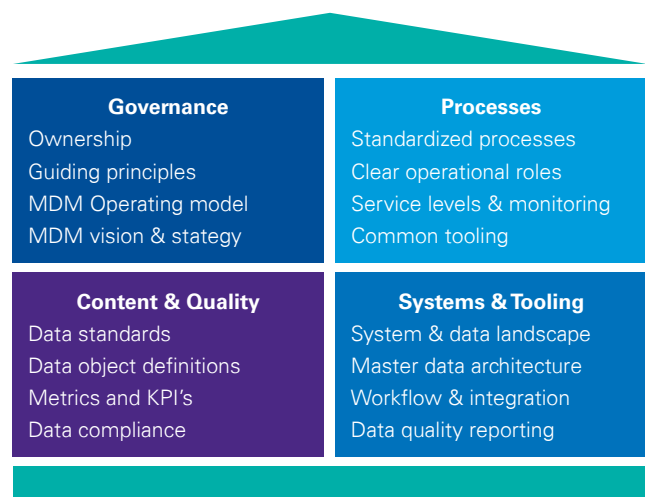 Governance
Ownership
Guiding principles
MDM Operating model
MDM vision & stategy
Processes
Standardized processes
Clear operational roles
Service levels & monitoring
Common tooling
Content & Quality
Data standards
Data object definitions
Metrics and KPI's
Data compliance
Systems & Tooling
System & data landscape
Master data architecture
Workflow & integration
Data quality reporting